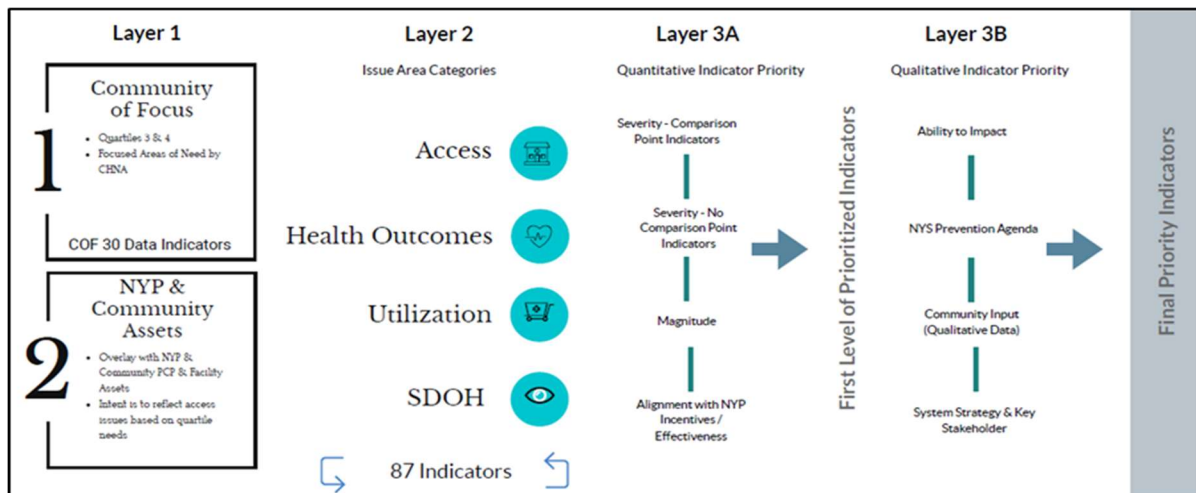 Layer 1
1
Community
of Focus
• Quartiles 3 & 4
• Focused Areas of Need by
CHNA
COF 30 Data Indicators
2
NYP &
Community
Assets
• Overlay with NYP &
Community PCP & Facility
Assets
• Intent is to reflect access
issues based on quartile
needs
Layer 2
Issue Area Categories
Access
Health Outcomes
Utilization
SDOH
87 Indicators
Layer 3A
Quantitative Indicator Priority
Severity - Comparison
Point Indicators
Severity - No
Comparison Point
Indicators
Magnitude
Alignment with NYP
Incentives /
Effectiveness
First Level of Prioritized Indicators
Layer 3B
Qualitative Indicator Priority
Ability to Impact
NYS Prevention Agenda
Community Input
(Qualitative Data)
System Strategy & Key
Stakeholder
Final Priority Indicators